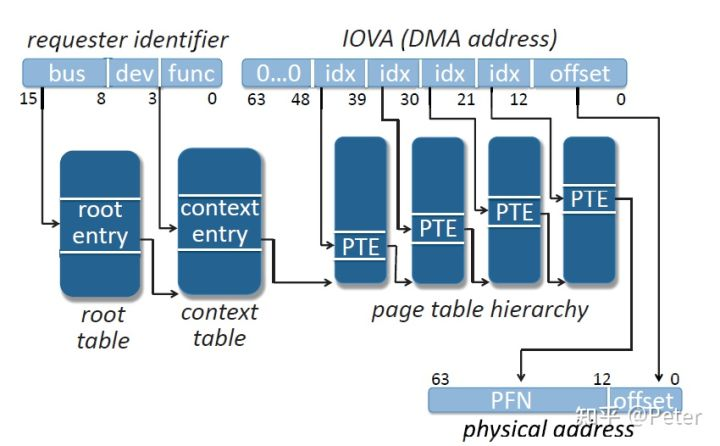 requester identifier IOVA (DMA address)
bus dev func 0...0 idx idx idx idx offset
15 8 3 0 63 48 39 30 21 12 0
root entry
context entry
PTE
PTE
PTE
PTE
root table
context table
page table hierarchy
63 12 0
PFN offset
知乎 @Peter
physical address